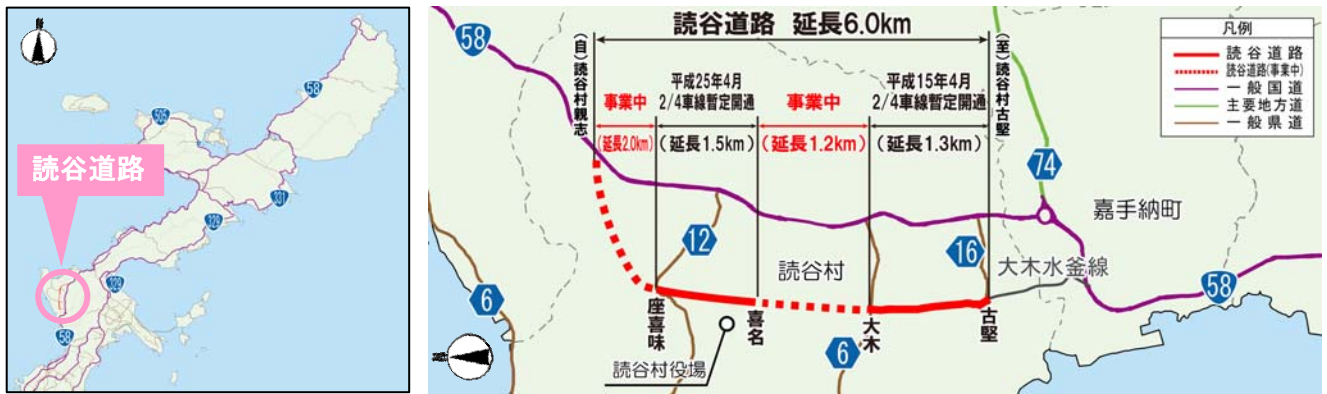 58
505
331
329
329
58
読谷道路
読谷道路 延長6.0km
58
(自)読谷村親志
(至)読谷村古堅
事業中
(延長2.0km)
平成25年4月
2/4車線暫定開通
(延長1.5km)
事業中
(延長1.2km)
平成15年4月
2/4車線暫定開通
(延長1.3km)
凡例
読谷道路
読谷道路(事業中)
一般国道
主要地方道
一般県道
74
嘉手納町
12
読谷村
16
大木水釜線
58
6
座喜味
喜名
大木
古堅
6
読谷村役場